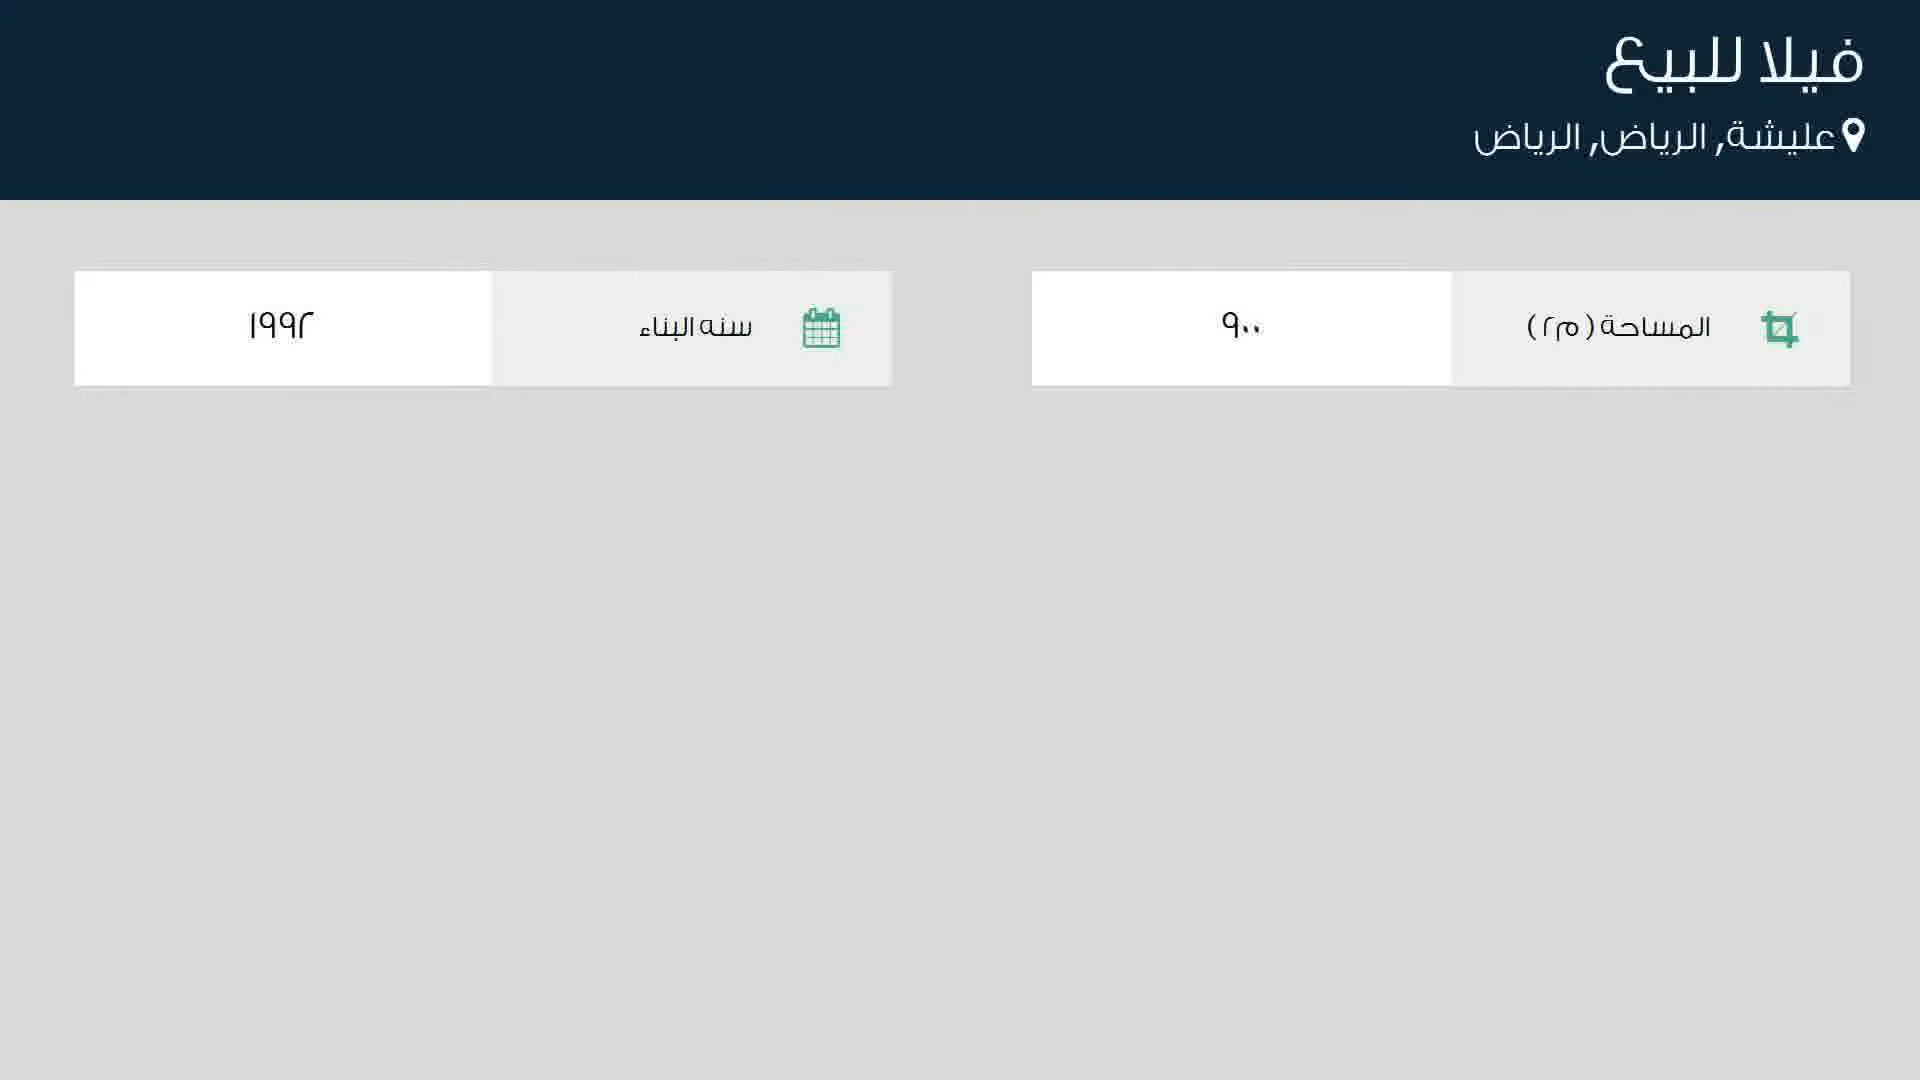 فيلا للبيع
عليشة, الرياض, الرياض
المساحة (م٢)
٩٠٠
سنه البناء
١٩٩٢